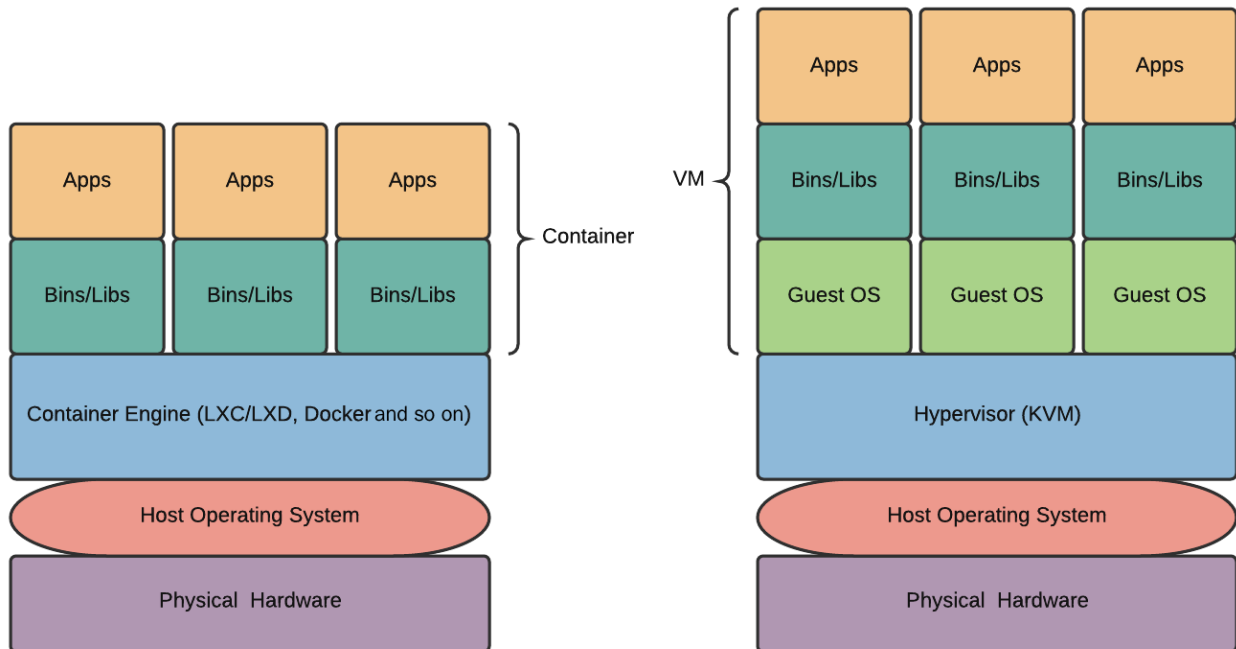 Apps
Apps
Apps
Bins/Libs
Bins/Libs
Bins/Libs
Container
Container Engine (LXC/LXD, Docker and so on)
Host Operating System
Physical Hardware
VM
Apps
Apps
Apps
Bins/Libs
Bins/Libs
Bins/Libs
Guest OS
Guest OS
Guest OS
Hypervisor (KVM)
Host Operating System
Physical Hardware